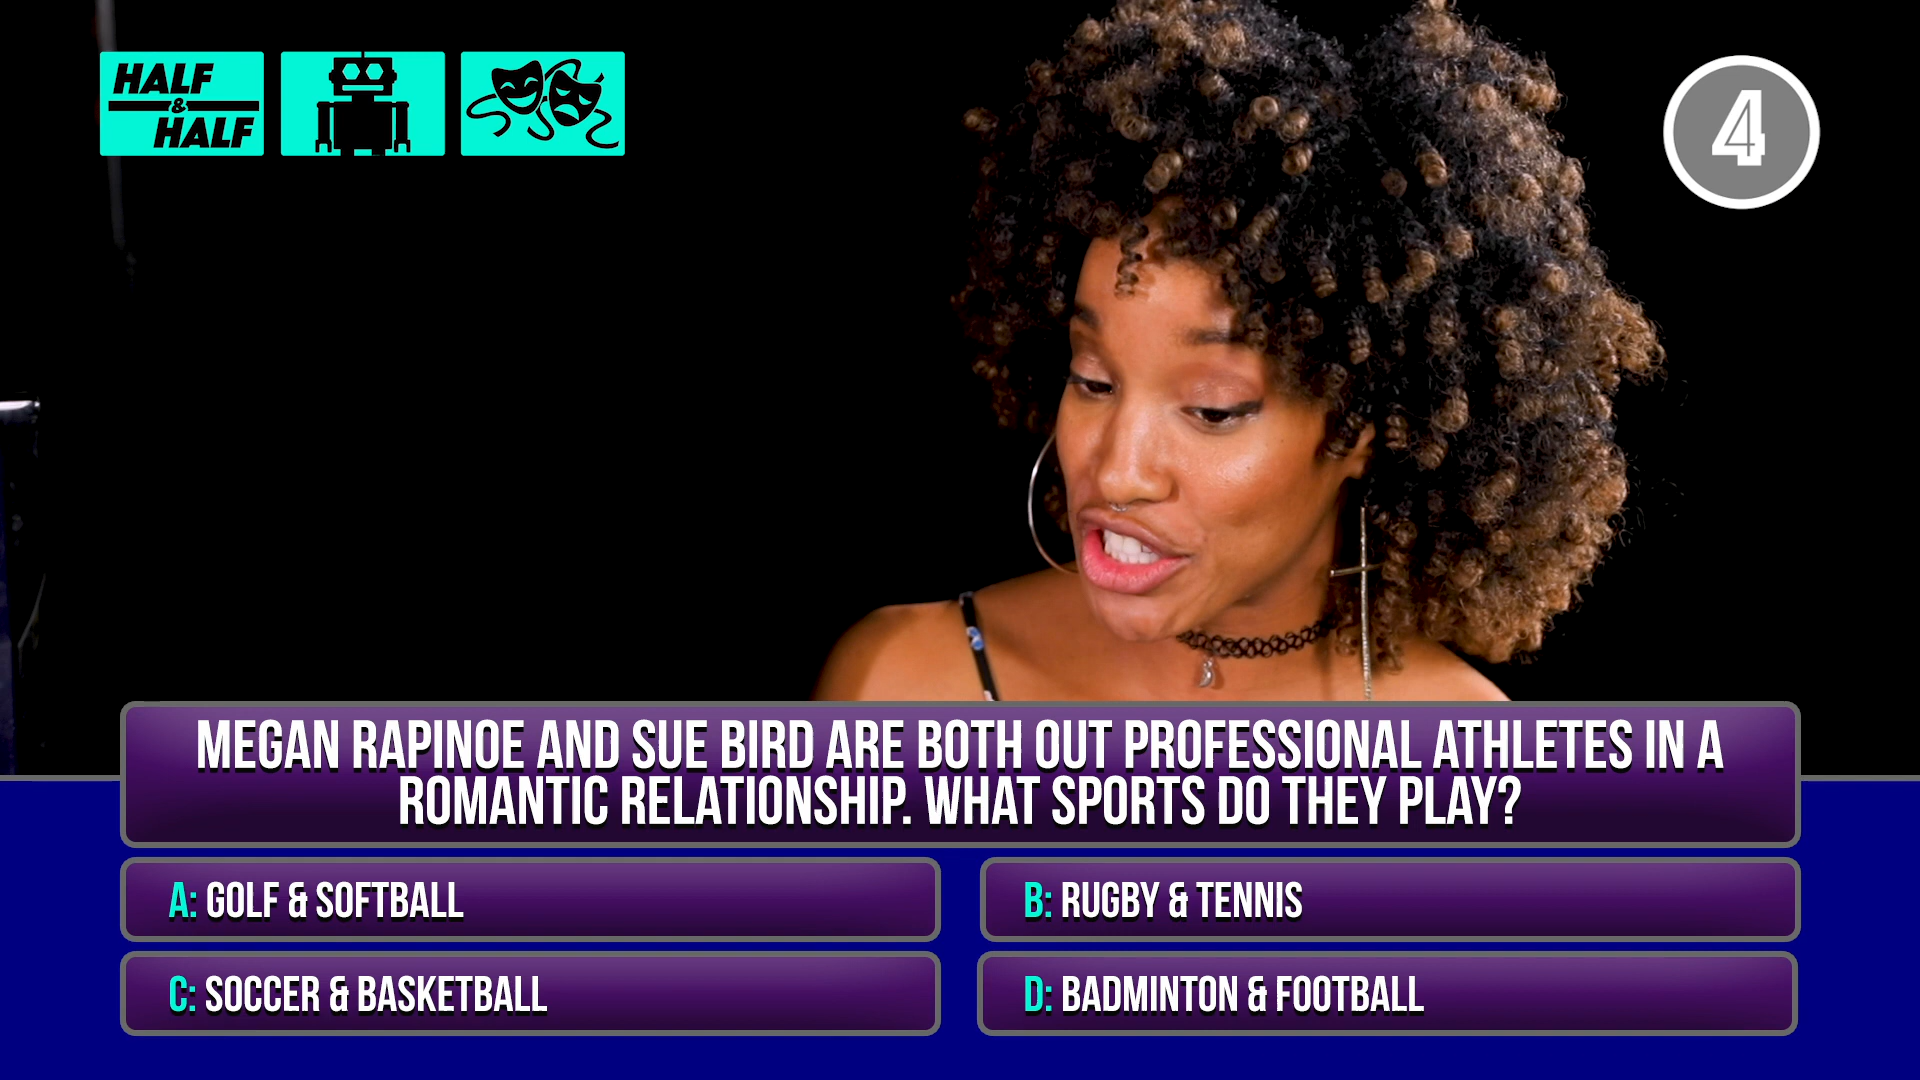 HALF
&
HALF
4
MEGAN RAPINOE AND SUE BIRD ARE BOTH OUT PROFESSIONAL ATHLETES IN A
ROMANTIC RELATIONSHIP. WHAT SPORTS DO THEY PLAY?
A: GOLF & SOFTBALL
B: RUGBY & TENNIS
C: SOCCER & BASKETBALL
D: BADMINTON & FOOTBALL